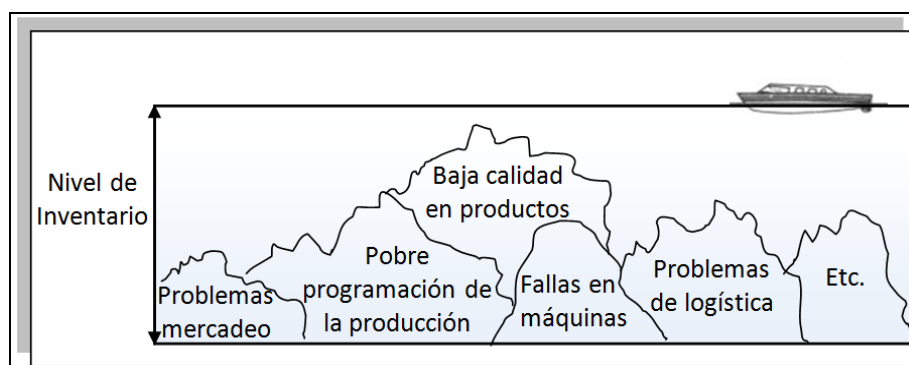 Nivel de
Inventario
Baja calidad
en productos
Pobre
programación de
la producción
Problemas
mercadeo
Fallas en
máquinas
Problemas
de logística
Etc.